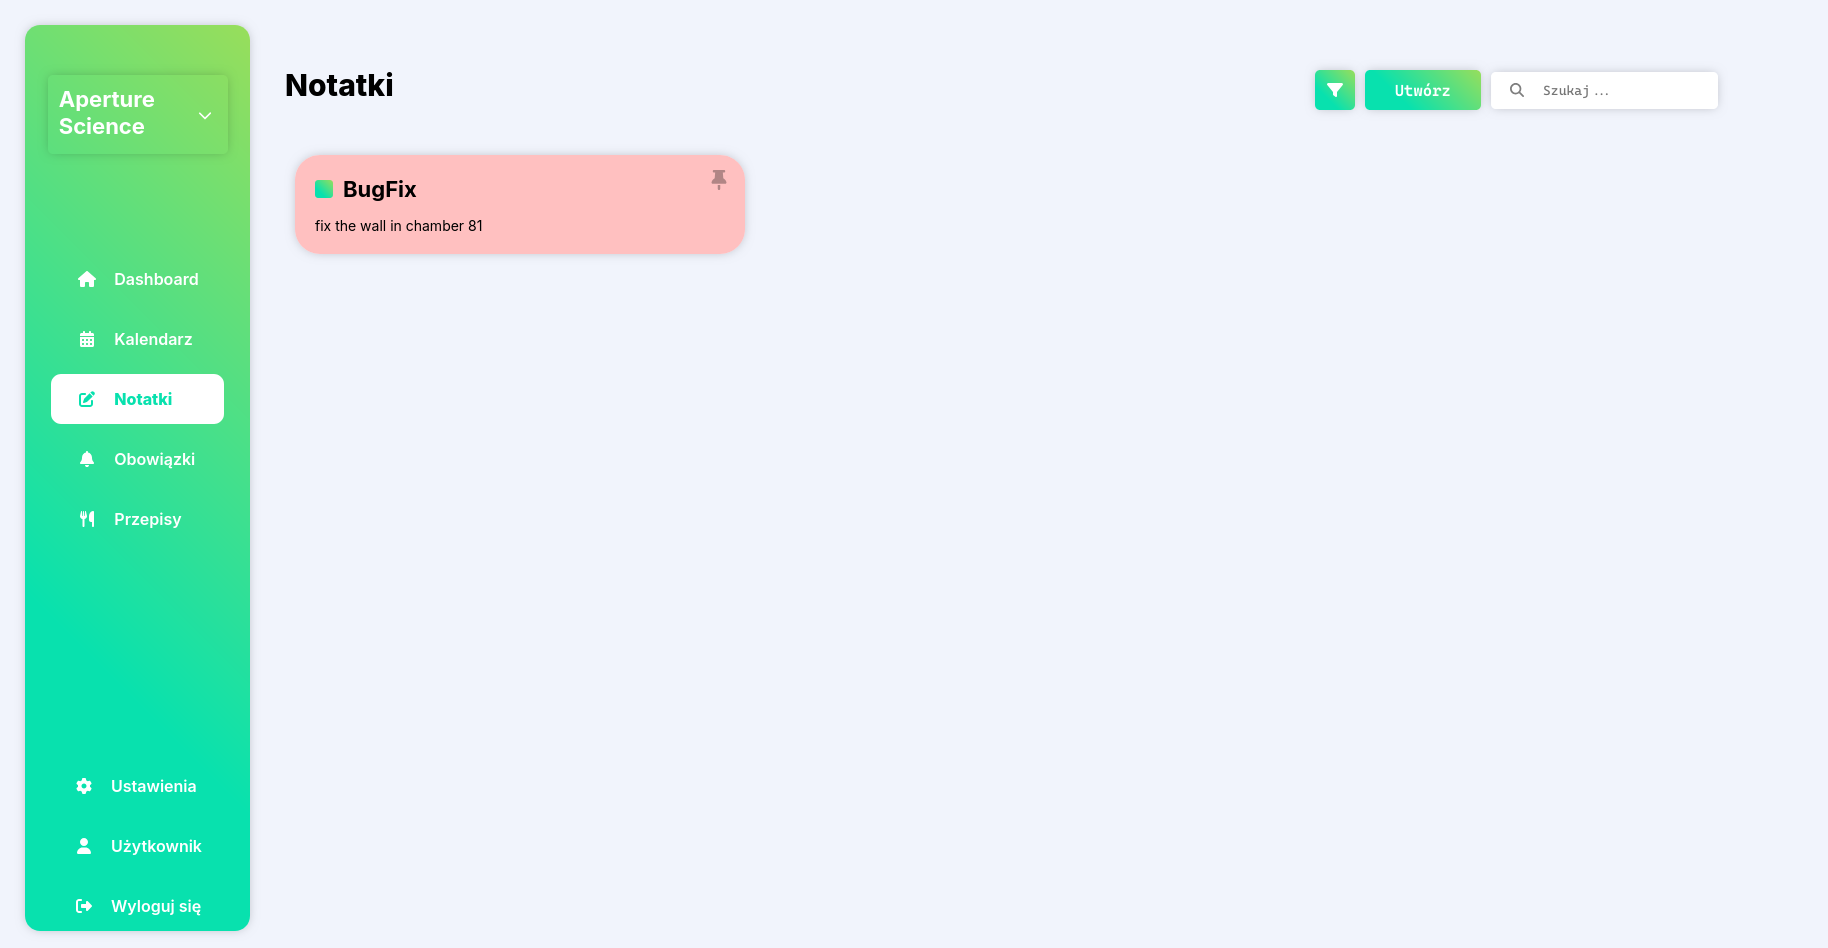 Aperture
Science
Dashboard
Kalendarz
Notatki
Obowiązki
Przepisy
Ustawienia
Użytkownik
Wyloguj się
Notatki
Utwórz
Szukaj ...
BugFix
fix the wall in chamber 81